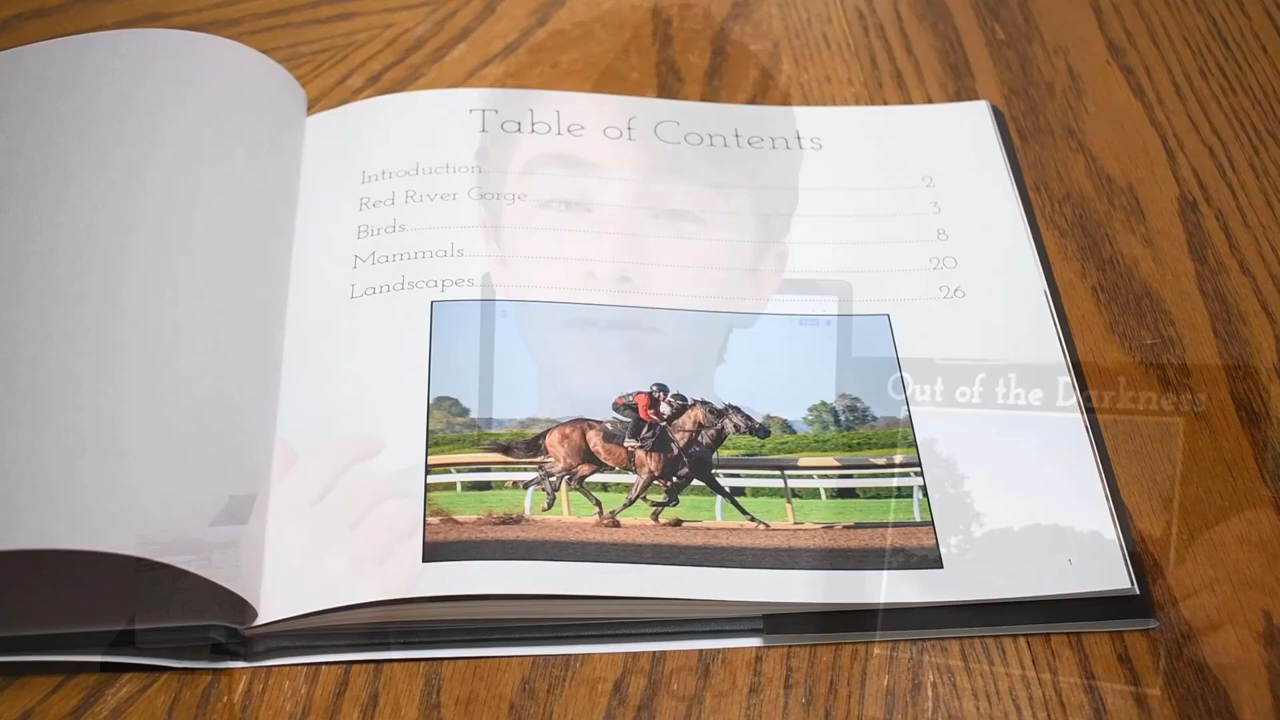 Table of Contents
Introduction 2
Red River Gorge 3
Birds 8
Mammals 20
Landscapes 26
Out of the Darkness
1